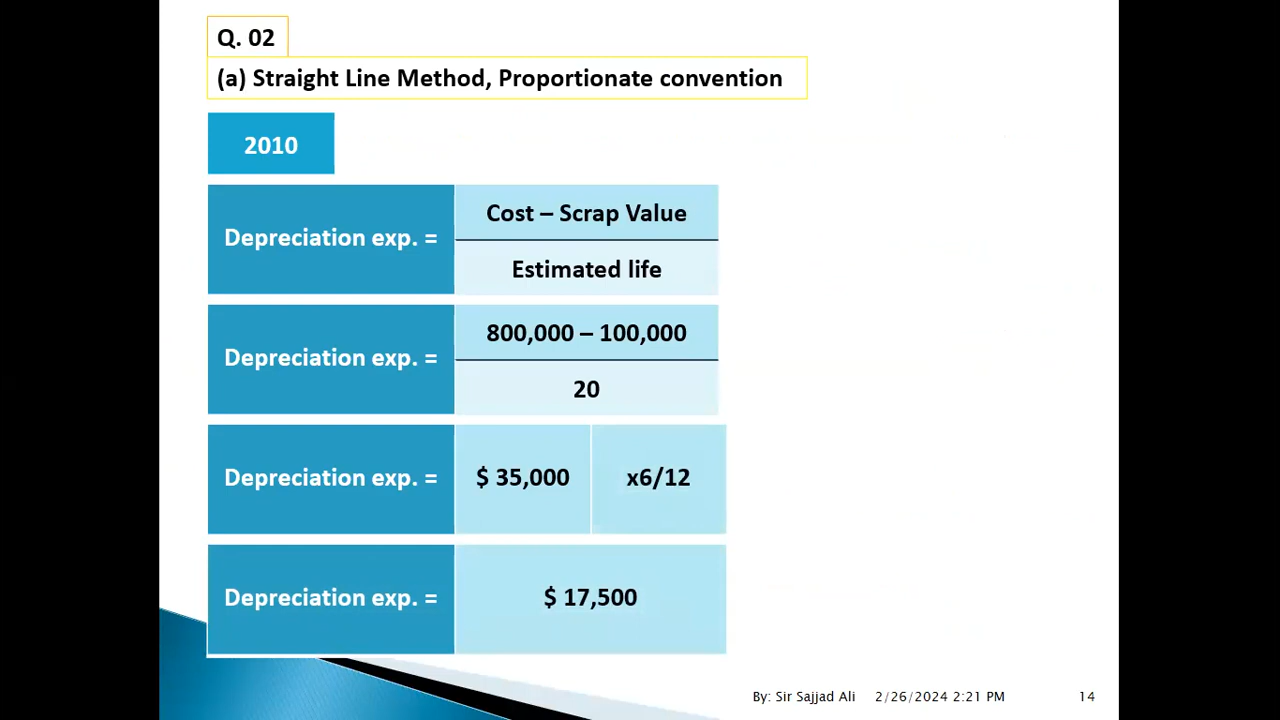 Q. 02
(a) Straight Line Method, Proportionate convention
2010
Depreciation exp. =
Cost – Scrap Value
Estimated life
Depreciation exp. =
800,000 – 100,000
20
Depreciation exp. =
$ 35,000
x6/12
Depreciation exp. =
$ 17,500
By: Sir Sajjad Ali 2/26/2024 2:21 PM 14